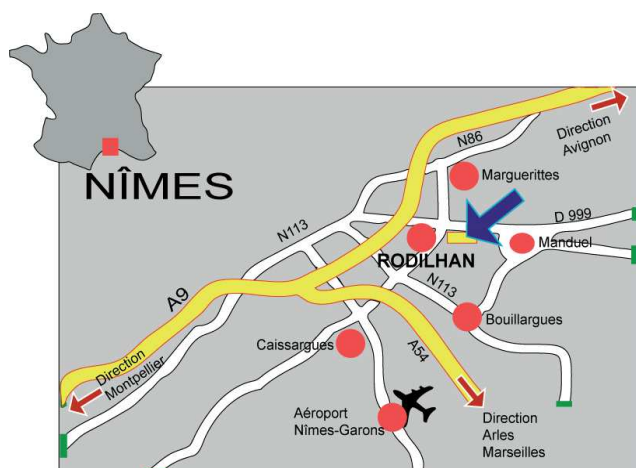 NÎMES
N86
Direction
Avignon
Marguerittes
D 999
N113
RODILHAN
Manduel
A9
N113
Bouillargues
Direction
Montpellier
Caissargues
A54
Aéroport
Nîmes-Garons
Direction
Arles
Marseilles